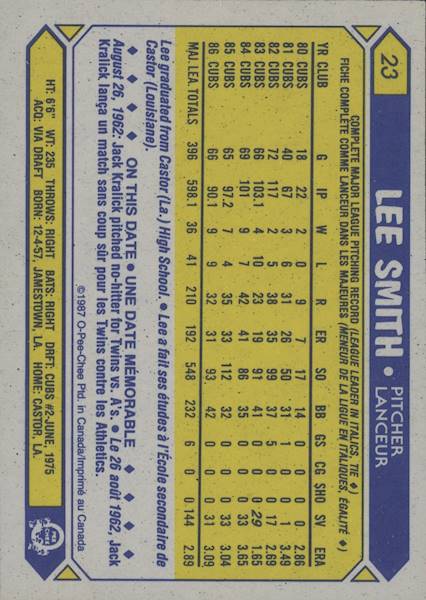 23
LEE SMITH • PITCHER
LANCEUR
COMPLETE MAJOR LEAGUE PITCHING RECORD (LEAGUE LEADER IN ITALICS, TIE ♦)
FICHE COMPLÈTE COMME LANCEUR DANS LES MAJEURES (MENEUR DE LA LIGUE EN ITALIQUES, ÉGALITÉ ♦)
YR CLUB G IP W L R ER SO BB GS CG SHO SV ERA
80 CUBS 18 22 2 0 9 7 17 14 0 0 0 0 2.86
81 CUBS 40 67 3 6 31 26 50 31 1 0 0 1 3.49
82 CUBS 72 117 2 5 38 35 99 37 5 0 0 17 2.69
83 CUBS 66 103.1 4 10 23 19 91 41 0 0 0 29 1.65
84 CUBS 69 101 9 7 42 41 86 35 0 0 0 33 3.65
85 CUBS 65 97.2 7 4 35 33 112 32 0 0 0 33 3.04
86 CUBS 66 90.1 9 9 32 31 93 42 0 0 0 31 3.09
MAJ. LEA. TOTALS 396 598.1 36 41 210 192 548 232 6 0 0 144 2.89
Lee graduated from Castor (La.) High School. • Lee a fait ses études à l'École secondaire de
Castor (Louisiane).
♦ ♦ ♦ ♦ ON THIS DATE • UNE DATE MÉMORABLE ♦ ♦ ♦ ♦
August 26, 1962: Jack Kralick pitched no-hitter for Twins vs. A's. • Le 26 août 1962, Jack
Kralick lança un match sans coup sûr pour les Twins contre les Athletics.
©1987 O-Pee-Chee Ptd. in Canada/Imprimé au Canada
HT: 6'6" WT: 235 THROWS: RIGHT BATS: RIGHT DRFT: CUBS #2-JUNE, 1975
ACQ: VIA DRAFT BORN: 12-4-57, JAMESTOWN, LA. HOME: CASTOR, LA.
O-PEE-CHEE